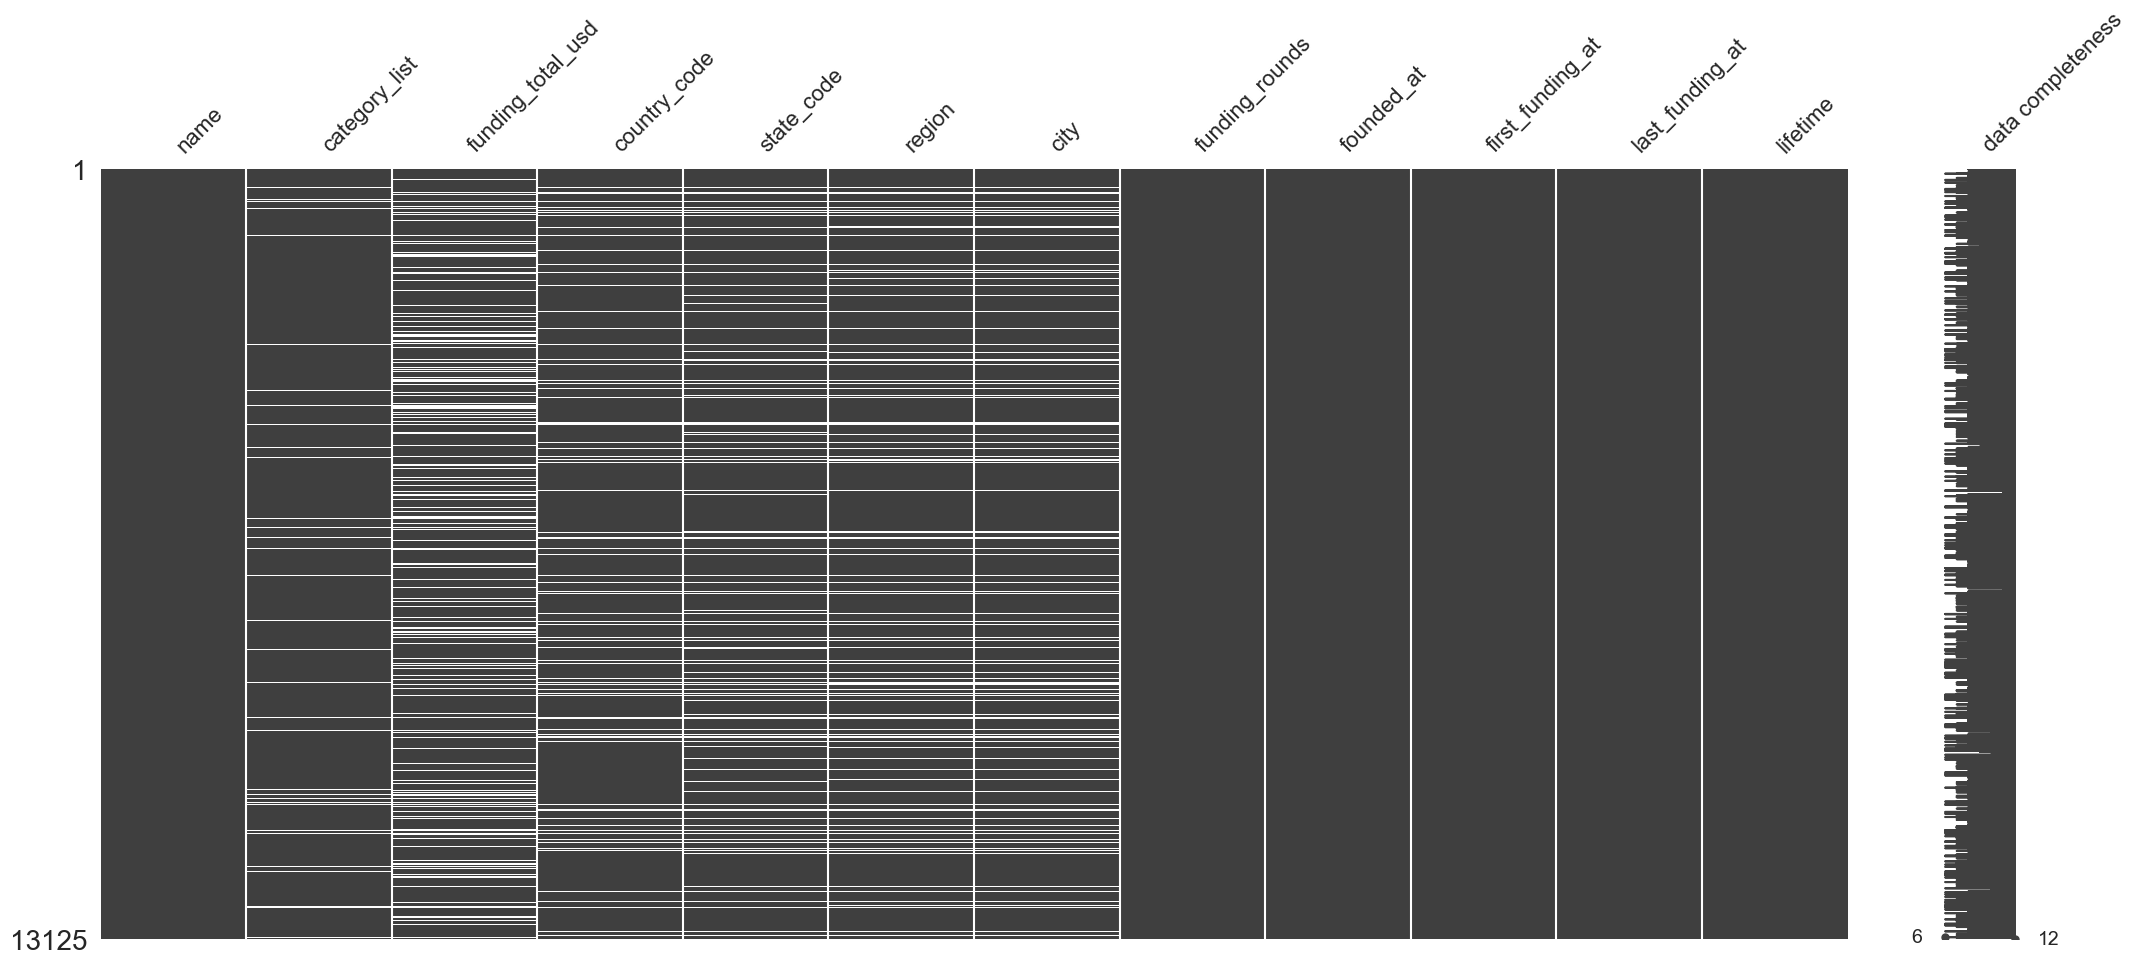 name
category_list
funding_total_usd
country_code
state_code
region
city
funding_rounds
founded_at
first_funding_at
last_funding_at
lifetime
data completeness
1
13125
6
12